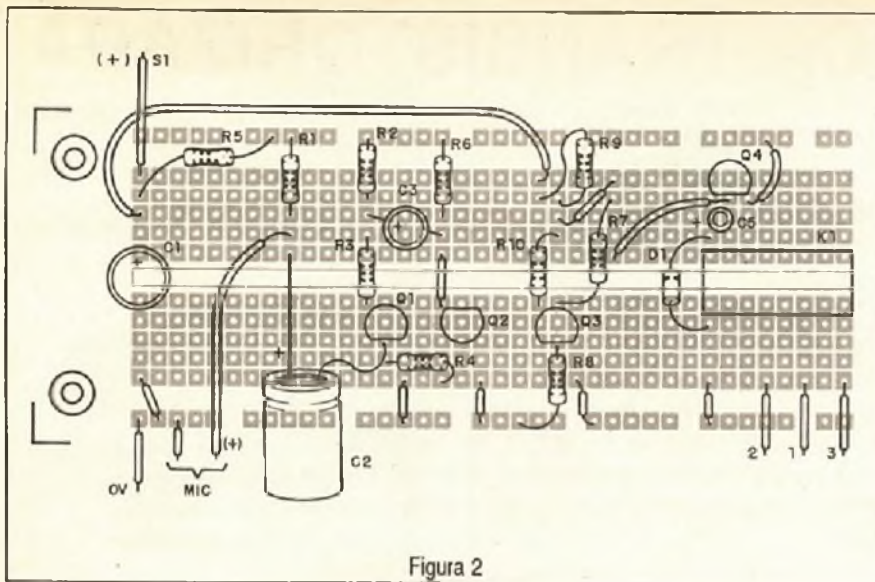 (+) S1
R5
R1
R2
R6
R9
Q4
C3
C5
C1
+
R3
R10
R7
D1
K1
+
+
+
Q1
Q2
Q3
R4
R8
(+)
C2
0V
MIC
2
1
3
Figura 2